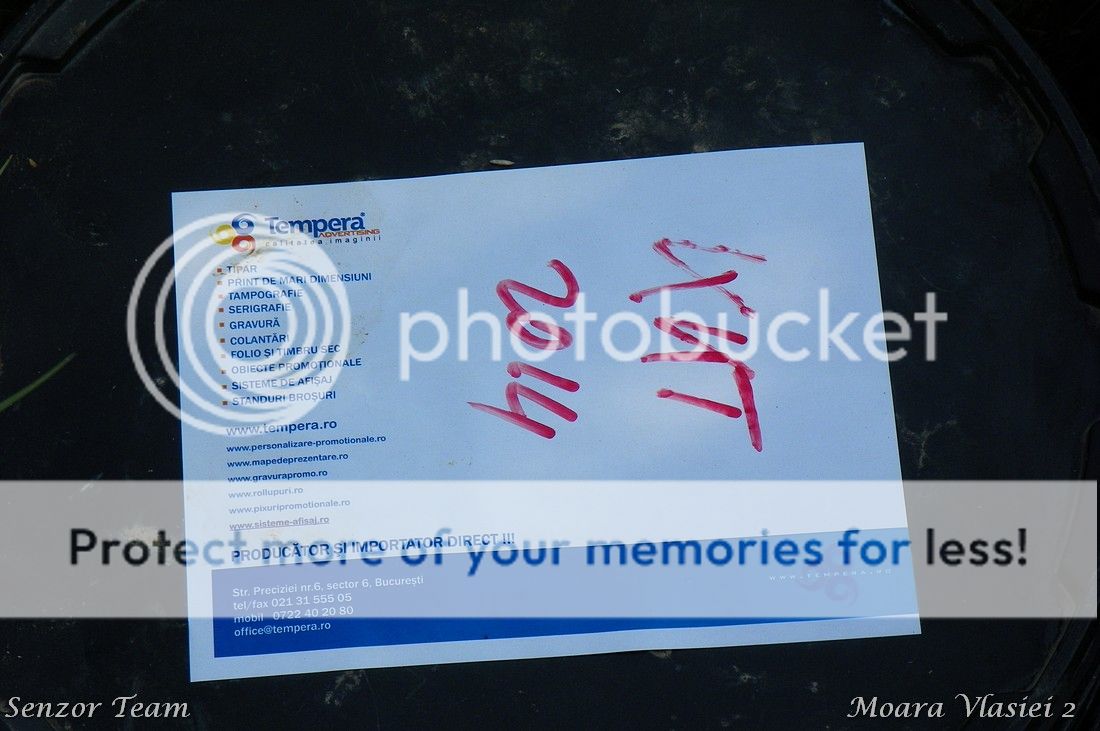 Tempera
ADVERTISING
calitatea imaginii
TIPAR
PRINT DE MARI DIMENSIUNI
TAMPOGRAFIE
SERIGRAFIE
GRAVURĂ
COLANTĂRI
FOLIO ȘI TIMBRU SEC
OBIECTE PROMOȚIONALE
SISTEME DE AFIȘAJ
STANDURI BROȘURI
www.tempera.ro
www.personalizare-promotionale.ro
www.mapedeprezentare.ro
www.gravurapromo.ro
www.rollupuri.ro
www.pixuripromotionale.ro
www.sisteme-afisaj.ro
PRODUCĂTOR ȘI IMPORTATOR DIRECT !!!
Str. Preciziei nr.6, sector 6, București
tel/fax 021 31 555 05
mobil 0722 40 20 80
office@tempera.ro
WWW.TEMPERA.RO
photobucket
Protect more of your memories for less!
Senzor Team
Moara Vlasiei 2